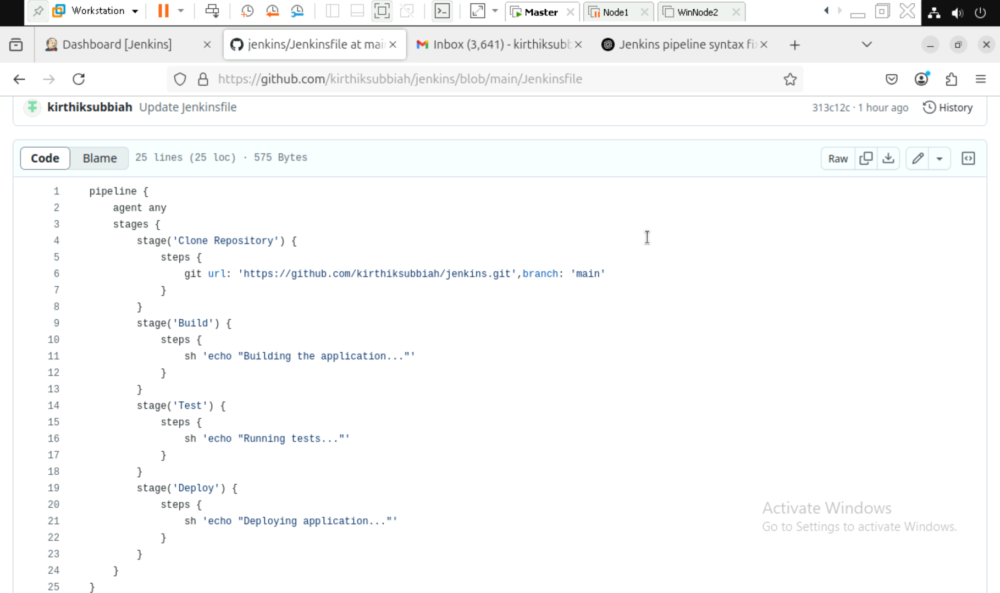 Workstation Master Node1 WinNode2
Dashboard [Jenkins] jenkins/Jenkinsfile at mai Inbox (3,641) - kirthiksubb Jenkins pipeline syntax fix
https://github.com/kirthiksubbiah/jenkins/blob/main/Jenkinsfile
kirthiksubbiah Update Jenkinsfile 313c12c · 1 hour ago History
Code Blame 25 lines (25 loc) · 575 Bytes Raw
1 pipeline {
2 agent any
3 stages {
4 stage('Clone Repository') {
5 steps {
6 git url: 'https://github.com/kirthiksubbiah/jenkins.git',branch: 'main'
7 }
8 }
9 stage('Build') {
10 steps {
11 sh 'echo "Building the application..."'
12 }
13 }
14 stage('Test') {
15 steps {
16 sh 'echo "Running tests..."'
17 }
18 }
19 stage('Deploy') {
20 steps {
21 sh 'echo "Deploying application..."'
22 }
23 }
24 }
25 }
Activate Windows
Go to Settings to activate Windows.